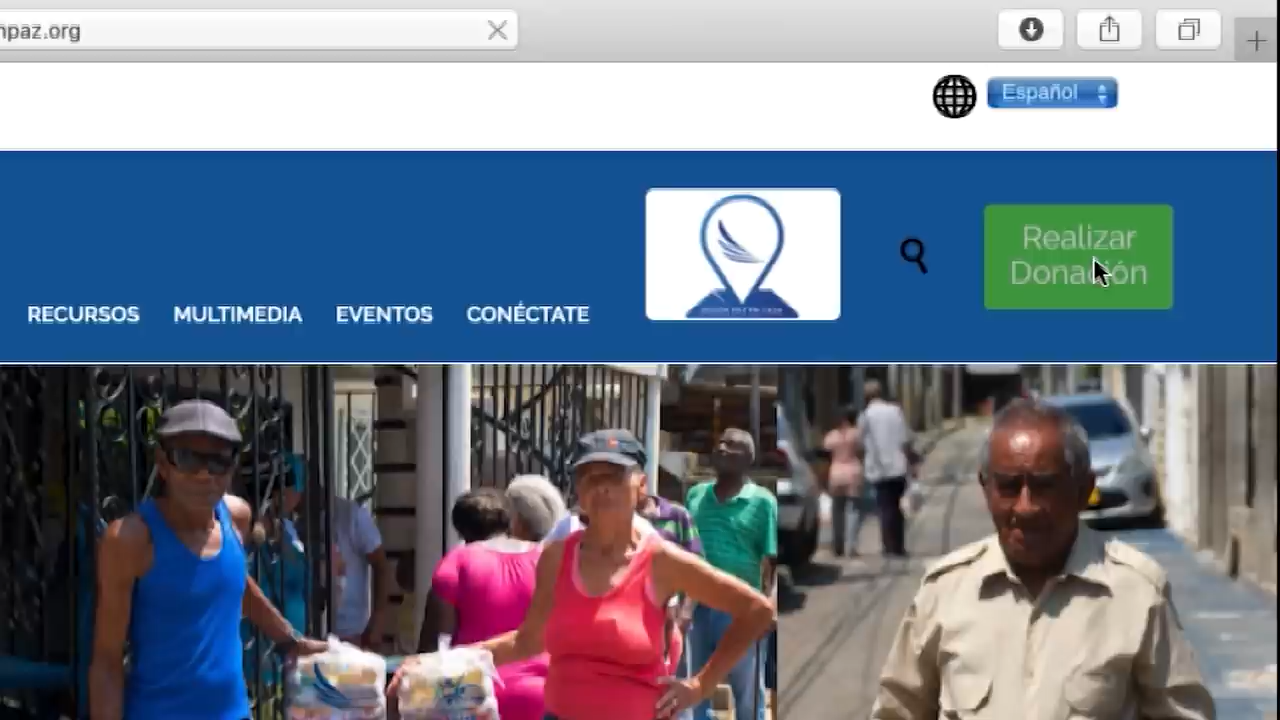 npaz.org
Español
Realizar
Donación
RECURSOS MULTIMEDIA EVENTOS CONÉCTATE